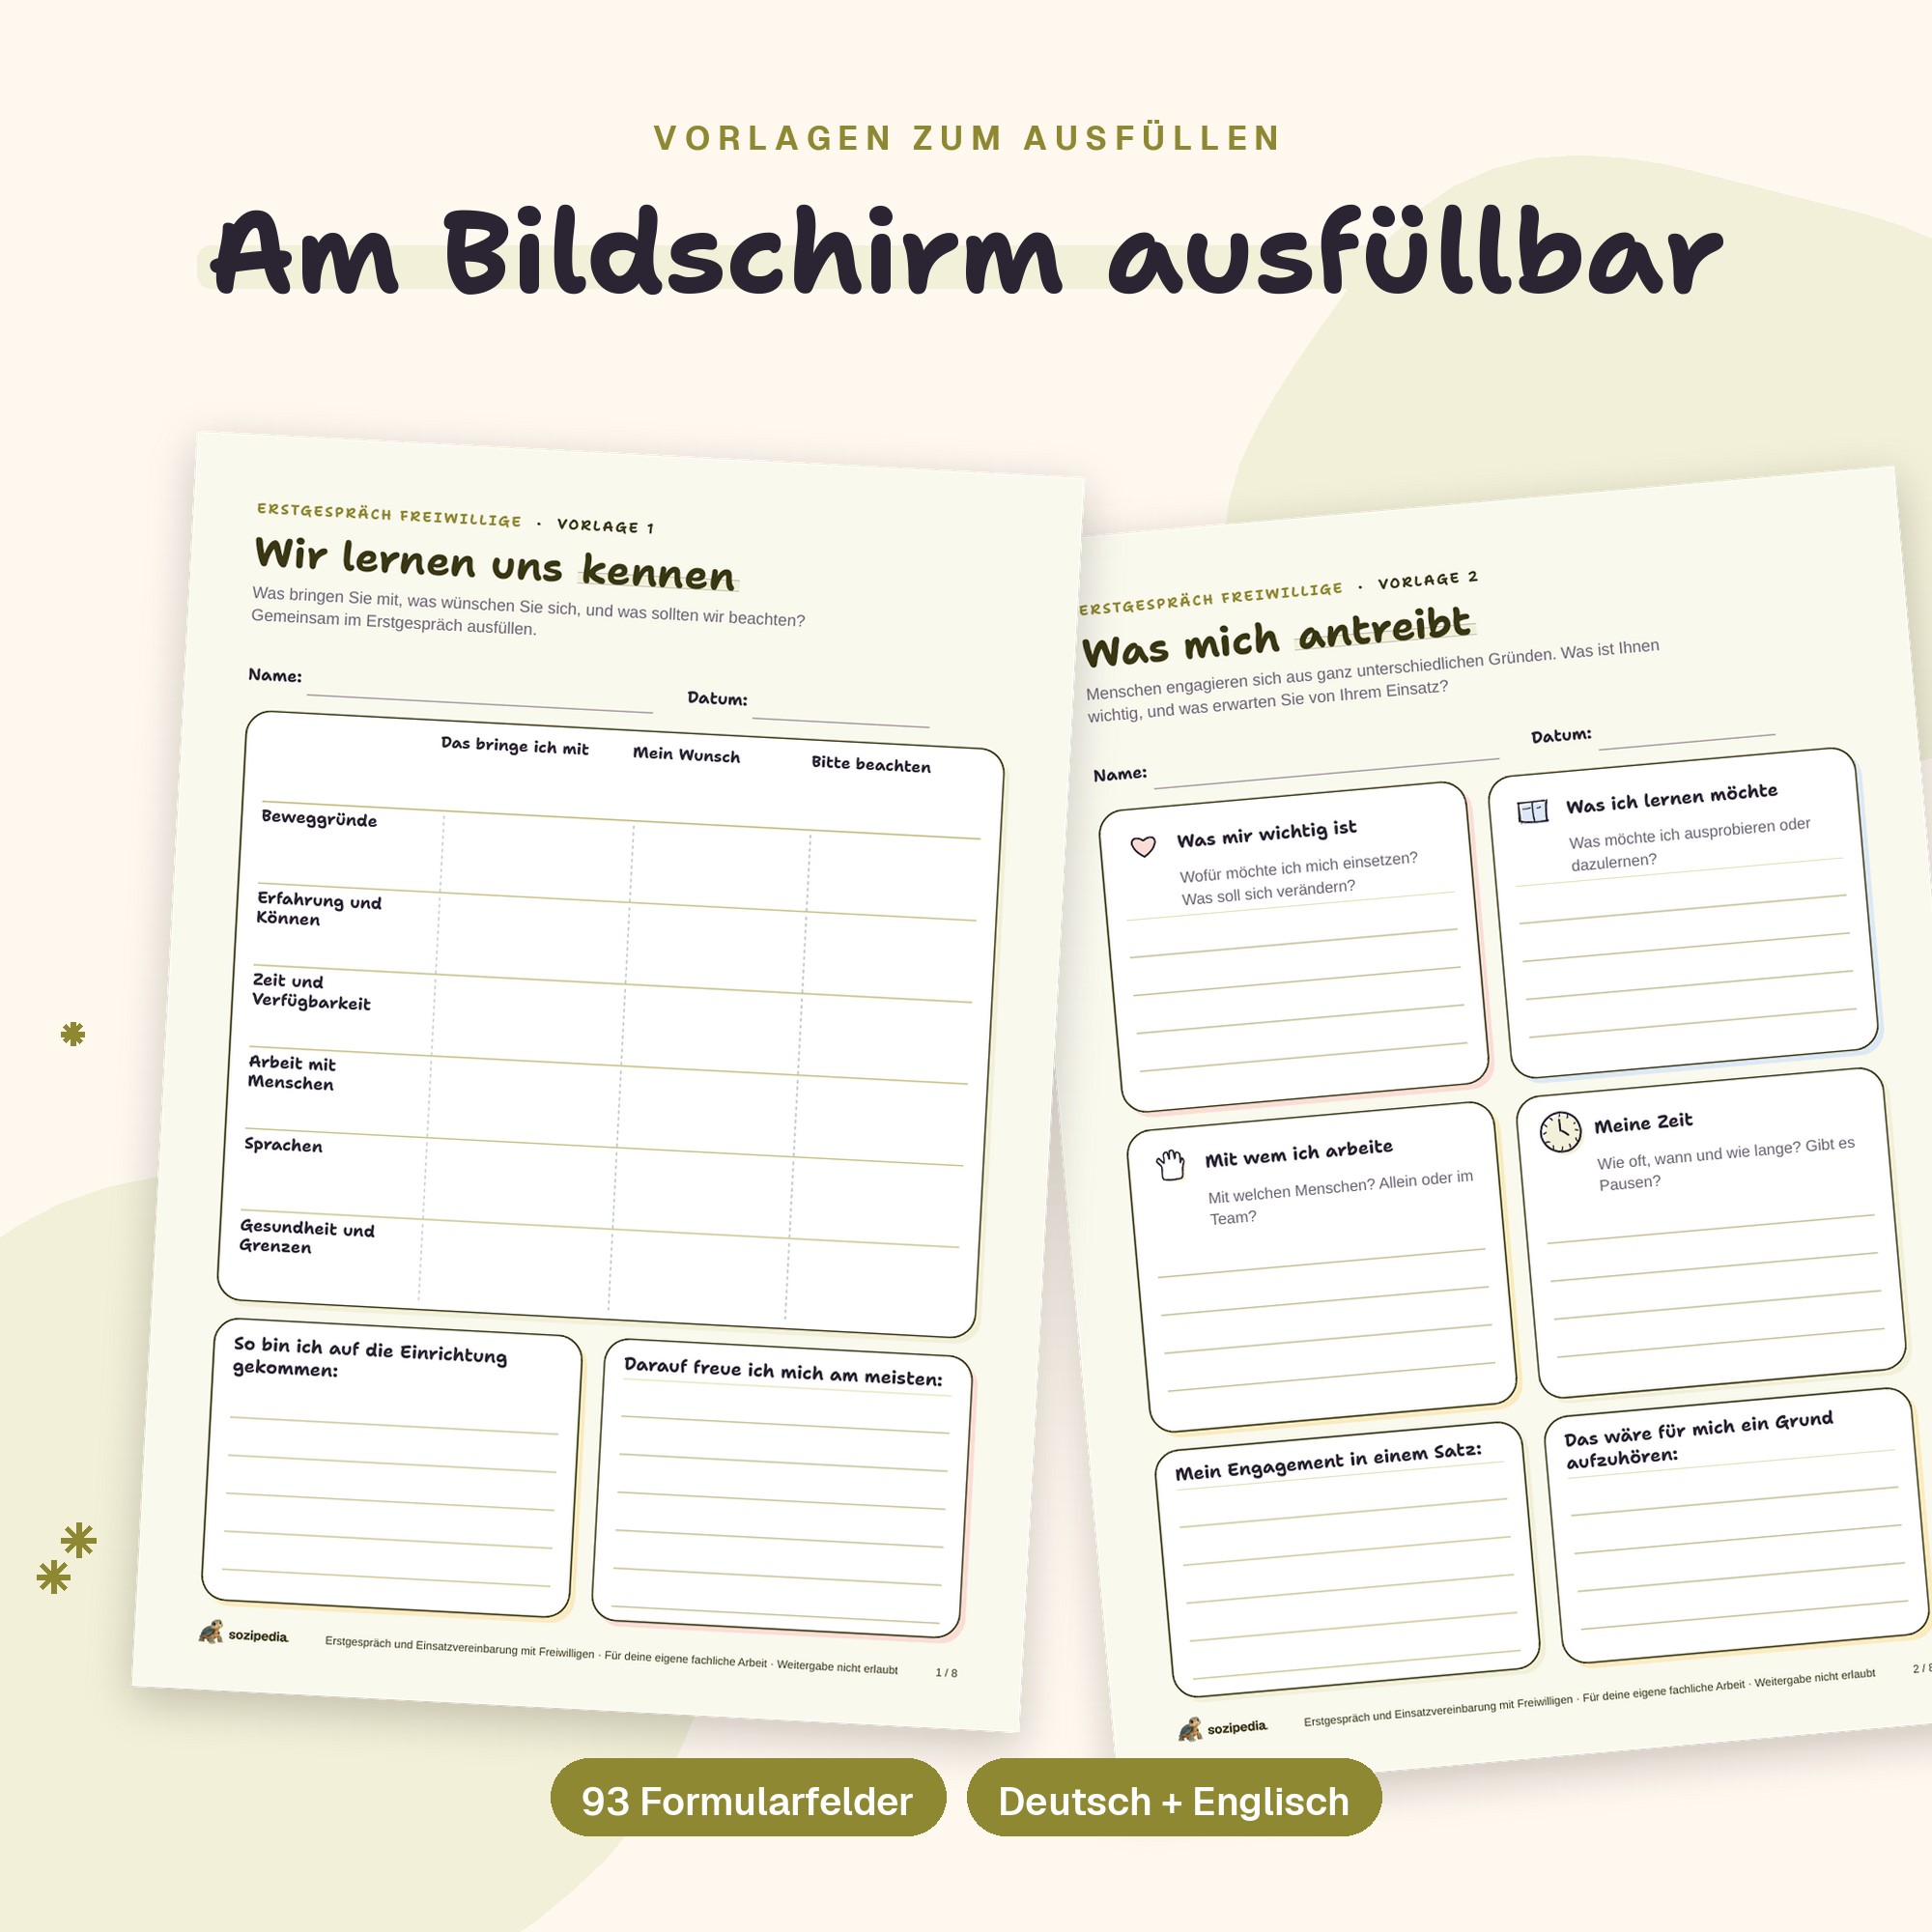 VORLAGEN ZUM AUSFÜLLEN
Am Bildschirm ausfüllbar
ERSTGESPRÄCH FREIWILLIGE · VORLAGE 1
Wir lernen uns kennen
Was bringen Sie mit, was wünschen Sie sich, und was sollten wir beachten?
Gemeinsam im Erstgespräch ausfüllen.
Name:
Datum:
Das bringe ich mit
Mein Wunsch
Bitte beachten
Beweggründe
Erfahrung und
Können
Zeit und
Verfügbarkeit
Arbeit mit
Menschen
Sprachen
Gesundheit und
Grenzen
So bin ich auf die Einrichtung
gekommen:
Darauf freue ich mich am meisten:
sozipedia.
Erstgespräch und Einsatzvereinbarung mit Freiwilligen · Für deine eigene fachliche Arbeit · Weitergabe nicht erlaubt
1 / 8
ERSTGESPRÄCH FREIWILLIGE · VORLAGE 2
Was mich antreibt
Menschen engagieren sich aus ganz unterschiedlichen Gründen. Was ist Ihnen
wichtig, und was erwarten Sie von Ihrem Einsatz?
Name:
Datum:
Was mir wichtig ist
Wofür möchte ich mich einsetzen?
Was soll sich verändern?
Was ich lernen möchte
Was möchte ich ausprobieren oder
dazulernen?
Mit wem ich arbeite
Mit welchen Menschen? Allein oder im
Team?
Meine Zeit
Wie oft, wann und wie lange? Gibt es
Pausen?
Mein Engagement in einem Satz:
Das wäre für mich ein Grund
aufzuhören:
sozipedia.
Erstgespräch und Einsatzvereinbarung mit Freiwilligen · Für deine eigene fachliche Arbeit · Weitergabe nicht erlaubt
2 / 8
93 Formularfelder
Deutsch + Englisch